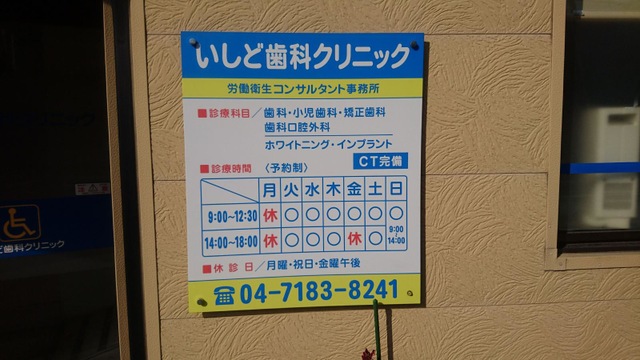 いしど歯科クリニック
労働衛生コンサルタント事務所
■診療科目／歯科・小児歯科・矯正歯科
歯科口腔外科
ホワイトニング・インプラント
■診療時間 〈予約制〉 CT完備
月 火 水 木 金 土 日
9:00~12:30 休 ○ ○ ○ ○ ○ ○
14:00~18:00 休 ○ ○ ○ 休 ○ 9:00~14:00
■休診日／月曜・祝日・金曜午後
☎04-7183-8241
ど歯科クリニック